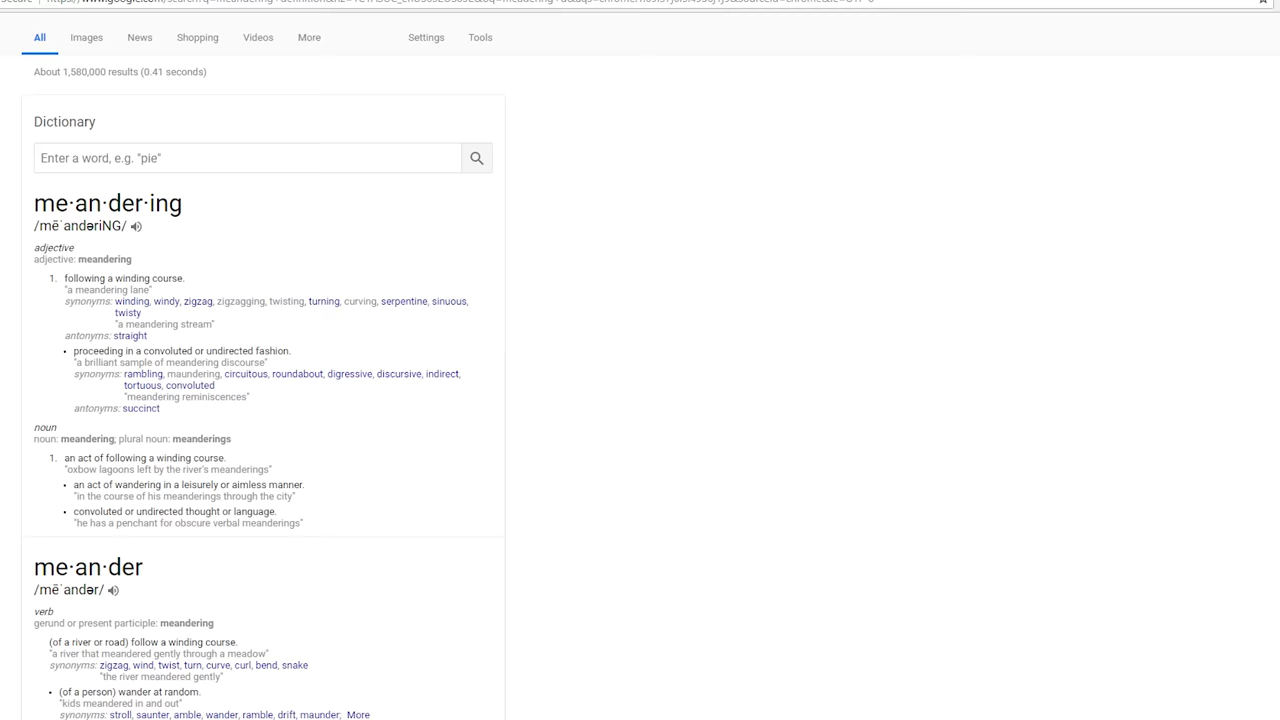 All Images News Shopping Videos More Settings Tools
About 1,580,000 results (0.41 seconds)
Dictionary
Enter a word, e.g. "pie"
me·an·der·ing
/mēˈandəriNG/
adjective
adjective: meandering
1. following a winding course.
"a meandering lane"
synonyms: winding, windy, zigzag, zigzagging, twisting, turning, curving, serpentine, sinuous,
twisty
"a meandering stream"
antonyms: straight
• proceeding in a convoluted or undirected fashion.
"a brilliant sample of meandering discourse"
synonyms: rambling, maundering, circuitous, roundabout, digressive, discursive, indirect,
tortuous, convoluted
"meandering reminiscences"
antonyms: succinct
noun
noun: meandering; plural noun: meanderings
1. an act of following a winding course.
"oxbow lagoons left by the river's meanderings"
• an act of wandering in a leisurely or aimless manner.
"in the course of his meanderings through the city"
• convoluted or undirected thought or language.
"he has a penchant for obscure verbal meanderings"
me·an·der
/mēˈandər/
verb
gerund or present participle: meandering
(of a river or road) follow a winding course.
"a river that meandered gently through a meadow"
synonyms: zigzag, wind, twist, turn, curve, curl, bend, snake
"the river meandered gently"
• (of a person) wander at random.
"kids meandered in and out"
synonyms: stroll, saunter, amble, wander, ramble, drift, maunder; More